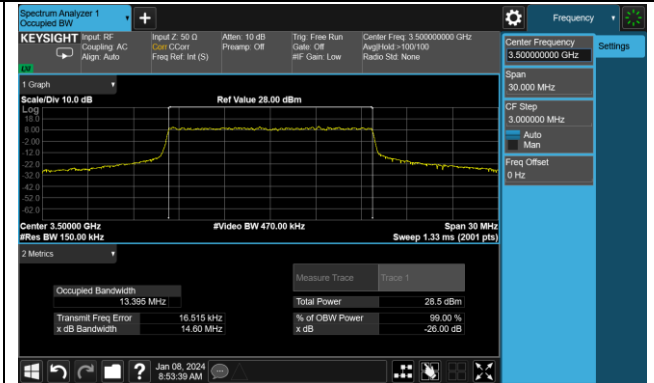 Spectrum Analyzer 1
Occupied BW
Frequency
KEYSIGHT
Input: RF
Coupling: AC
Align: Auto
Input Z: 50 Ω
Corr CCorr
Freq Ref: Int (S)
Atten: 10 dB
Preamp: Off
Trig: Free Run
Gate: Off
#IF Gain: Low
Center Freq: 3.500000000 GHz
Avg|Hold:>100/100
Radio Std: None
Center Frequency
3.500000000 GHz
Settings
Span
30.000 MHz
CF Step
3.000000 MHz
Auto
Man
Freq Offset
0 Hz
1 Graph
Scale/Div 10.0 dB
Ref Value 28.00 dBm
Log
18.0
8.00
-2.00
-12.0
-22.0
-32.0
-42.0
-52.0
-62.0
Center 3.50000 GHz
#Video BW 470.00 kHz
Span 30 MHz
#Res BW 150.00 kHz
Sweep 1.33 ms (2001 pts)
2 Metrics
Measure Trace
Trace 1
Occupied Bandwidth
13.395 MHz
Total Power
28.5 dBm
Transmit Freq Error
16.515 kHz
% of OBW Power
99.00 %
x dB Bandwidth
14.60 MHz
x dB
-26.00 dB
Jan 08, 2024
8:53:39 AM